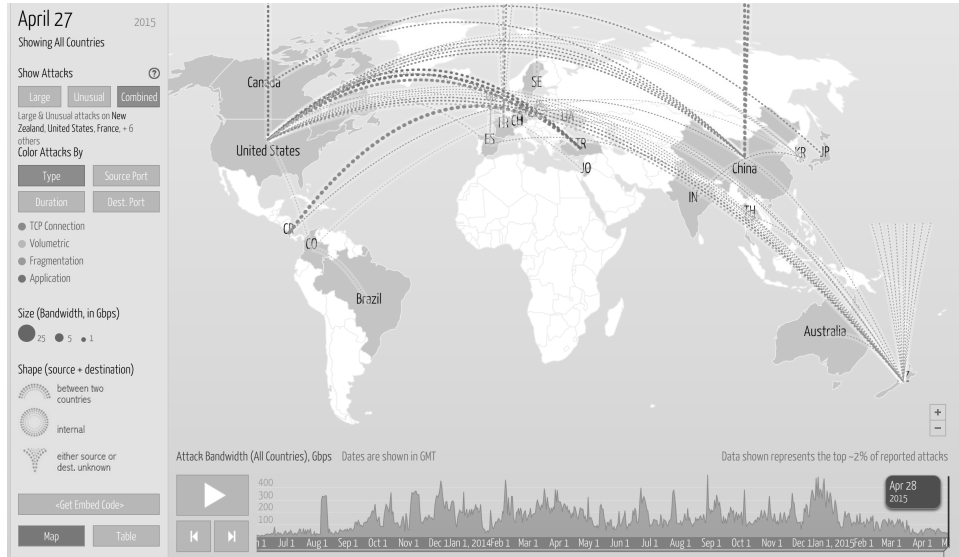 April 27
2015
Showing All Countries
Show Attacks
?
Large
Unusual
Combined
Large & Unusual attacks on New
Zealand, United States, France, + 6
others
Color Attacks By
Type
Source Port
Duration
Dest. Port
TCP Connection
Volumetric
Fragmentation
Application
Size (Bandwidth, in Gbps)
25
5
1
Shape (source + destination)
between two
countries
internal
either source or
dest. unknown
<Get Embed Code>
Map
Table
Canada
United States
CR
CO
Brazil
SE
FR
CH
UA
ES
TR
JO
China
KR
JP
IN
TH
Australia
+
−
Attack Bandwidth (All Countries), Gbps
Dates are shown in GMT
Data shown represents the top ~2% of reported attacks
400
300
200
100
Apr 28
2015
Jul 1 Aug 1 Sep 1 Oct 1 Nov 1 Dec 1 Jan 1, 2014 Feb 1 Mar 1 Apr 1 May 1 Jun 1 Jul 1 Aug 1 Sep 1 Oct 1 Nov 1 Dec 1 Jan 1, 2015 Feb 1 Mar 1 Apr 1 M